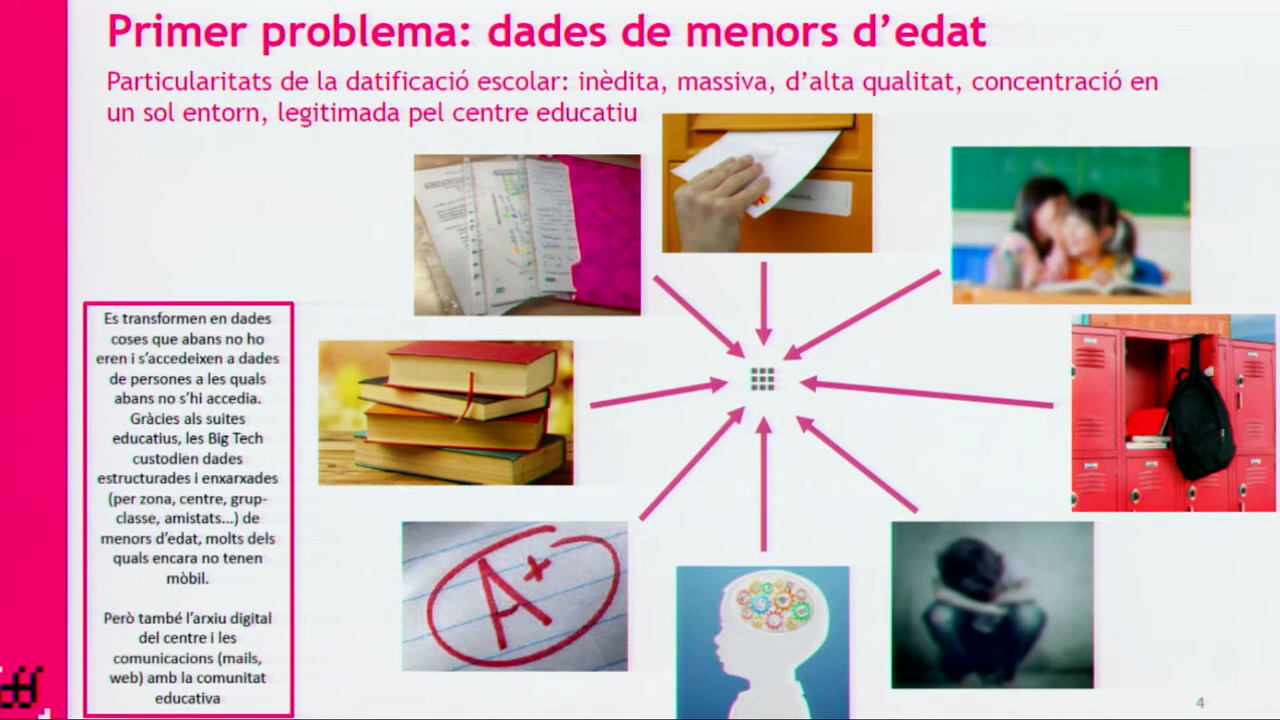 Primer problema: dades de menors d’edat
Particularitats de la datificació escolar: inèdita, massiva, d’alta qualitat, concentració en
un sol entorn, legitimada pel centre educatiu
Es transformen en dades
coses que abans no ho
eren i s’accedeixen a dades
de persones a les quals
abans no s’hi accedia.
Gràcies als suites
educatius, les Big Tech
custodien dades
estructurades i enxarxades
(per zona, centre, grup-
classe, amistats...) de
menors d’edat, molts dels
quals encara no tenen
mòbil.
Però també l’arxiu digital
del centre i les
comunicacions (mails,
web) amb la comunitat
educativa
A+
4